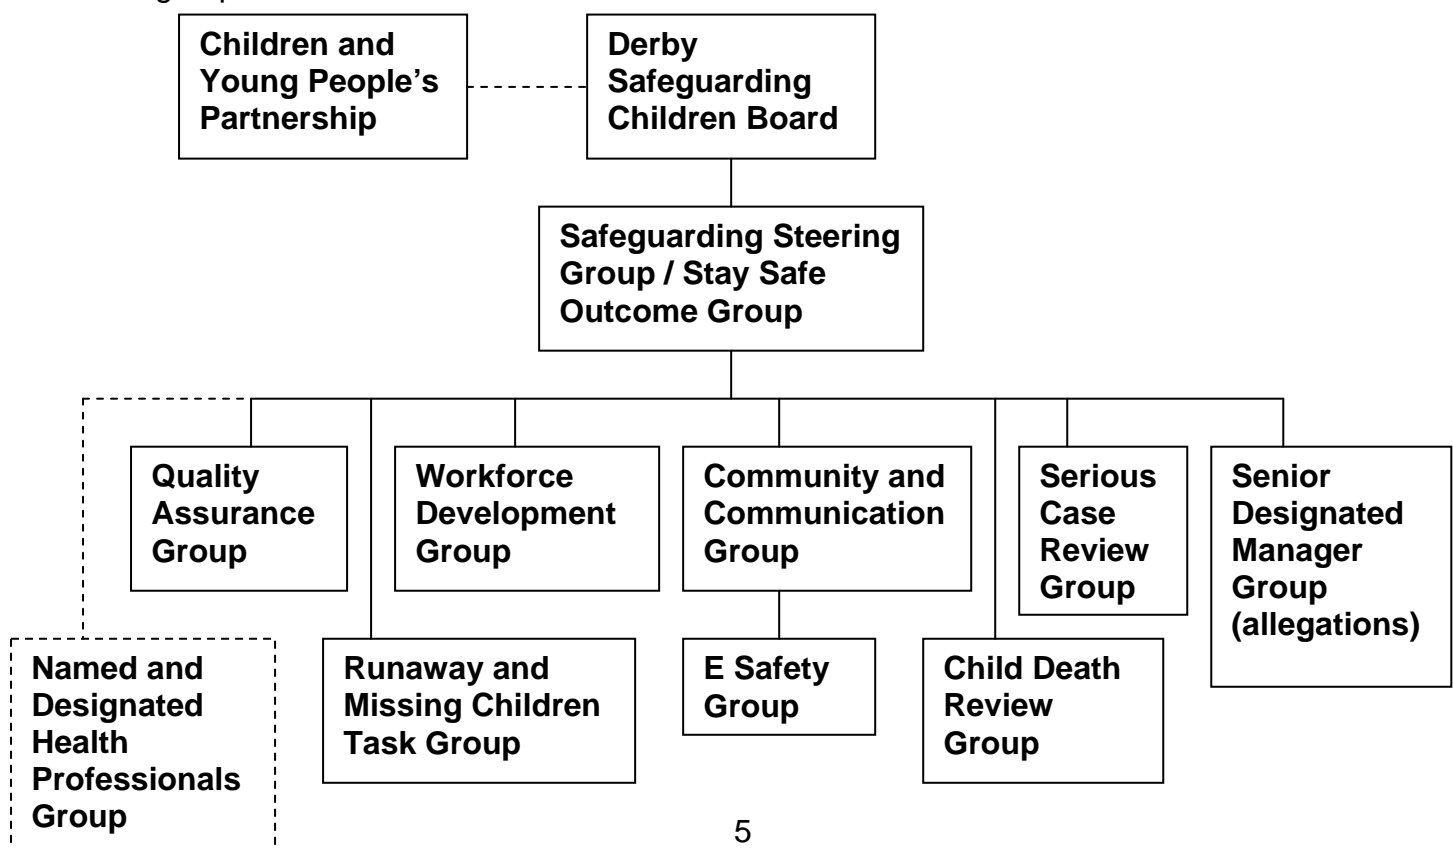 Children and
Young People’s
Partnership
Derby
Safeguarding
Children Board
Safeguarding Steering
Group / Stay Safe
Outcome Group
Quality
Assurance
Group
Workforce
Development
Group
Community and
Communication
Group
Serious
Case
Review
Group
Senior
Designated
Manager
Group
(allegations)
Named and
Designated
Health
Professionals
Group
Runaway and
Missing Children
Task Group
E Safety
Group
Child Death
Review
Group
5